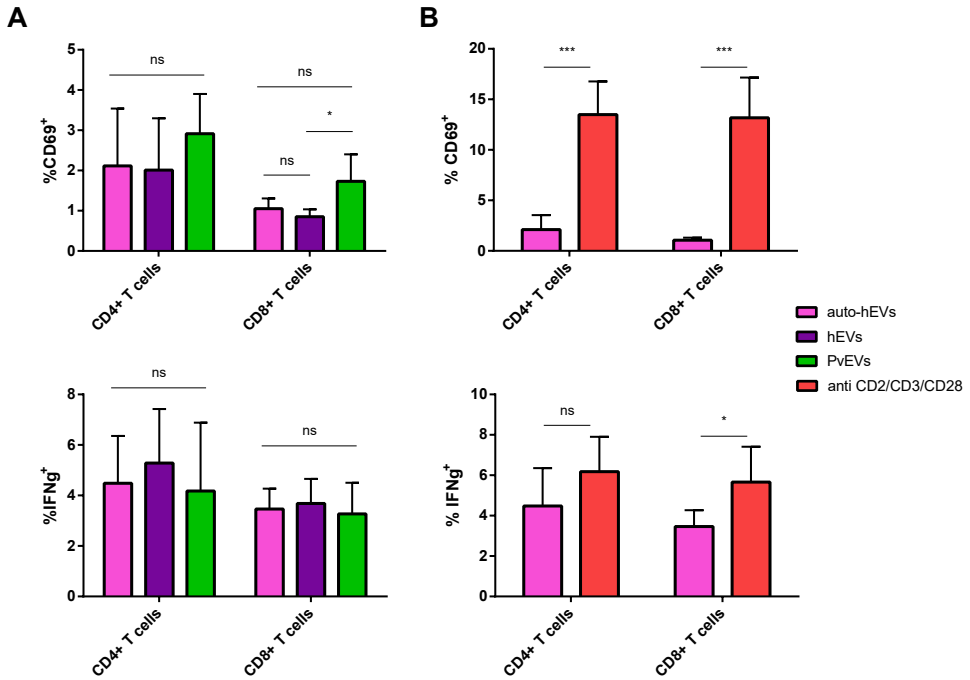 A
B
%CD69+
5
4
3
2
1
0
ns
ns
ns
*
CD4+ T cells
CD8+ T cells
% CD69+
20
15
10
5
0
***
***
CD4+ T cells
CD8+ T cells
auto-hEVs
hEVs
PvEVs
anti CD2/CD3/CD28
%IFNg+
8
6
4
2
0
ns
ns
CD4+ T cells
CD8+ T cells
% IFNg+
10
8
6
4
2
0
ns
*
CD4+ T cells
CD8+ T cells